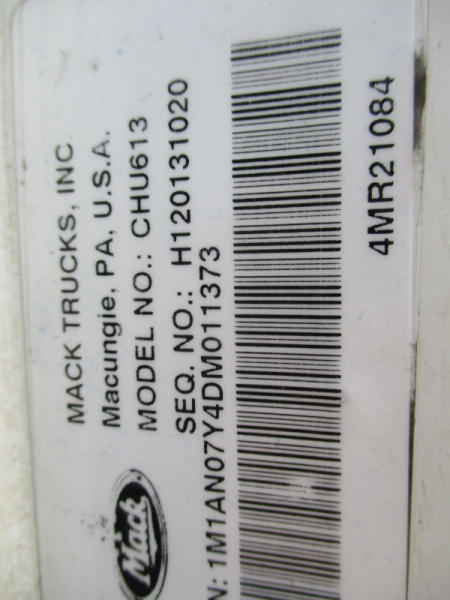 MACK TRUCKS, INC
Macungie, PA, U.S.A.
MODEL NO.: CHU613
SEQ. NO.: H120131020
N: 1M1AN07Y4DM011373
4MR21084
Mack